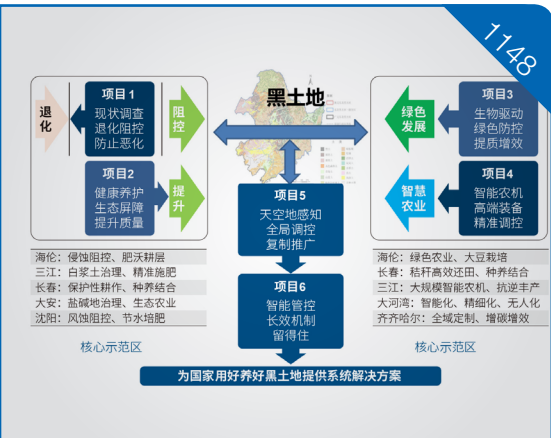 1148
黑土地
退化
项目1
现状调查
退化阻控
防止恶化
阻控
项目2
健康养护
生态屏障
提升质量
提升
绿色
发展
项目3
生物驱动
绿色防控
提质增效
智慧
农业
项目4
智能农机
高端装备
精准调控
项目5
天空地感知
全局调控
复制推广
项目6
智能管控
长效机制
留得住
海伦：侵蚀阻控、肥沃耕层
三江：白浆土治理、精准施肥
长春：保护性耕作、种养结合
大安：盐碱地治理、生态农业
沈阳：风蚀阻控、节水培肥
核心示范区
海伦：绿色农业、大豆栽培
长春：秸秆高效还田、种养结合
三江：大规模智能农机、抗逆丰产
大河湾：智能化、精细化、无人化
齐齐哈尔：全域定制、增碳增效
核心示范区
为国家用好养好黑土地提供系统解决方案